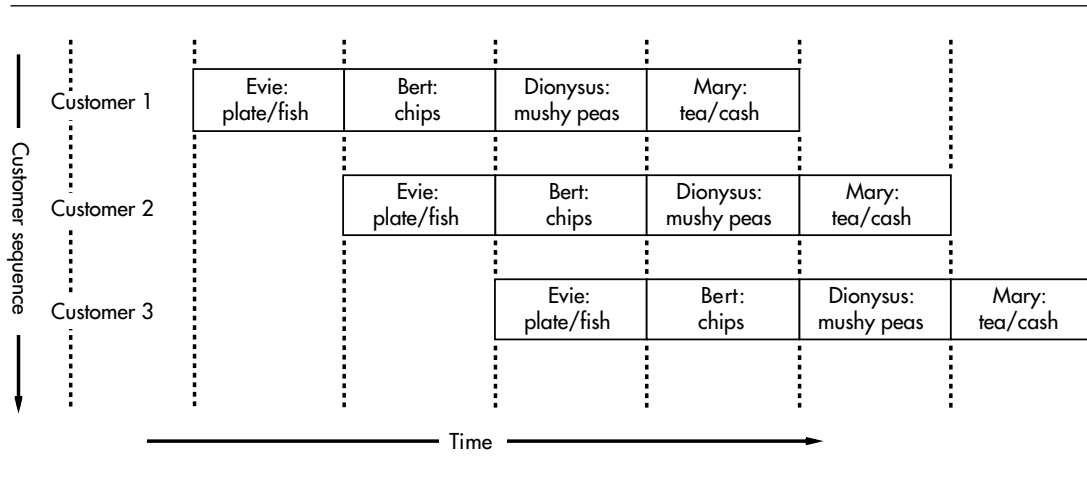 Customer sequence
Customer 1
Evie:
plate/fish
Bert:
chips
Dionysus:
mushy peas
Mary:
tea/cash
Customer 2
Evie:
plate/fish
Bert:
chips
Dionysus:
mushy peas
Mary:
tea/cash
Customer 3
Evie:
plate/fish
Bert:
chips
Dionysus:
mushy peas
Mary:
tea/cash
Time